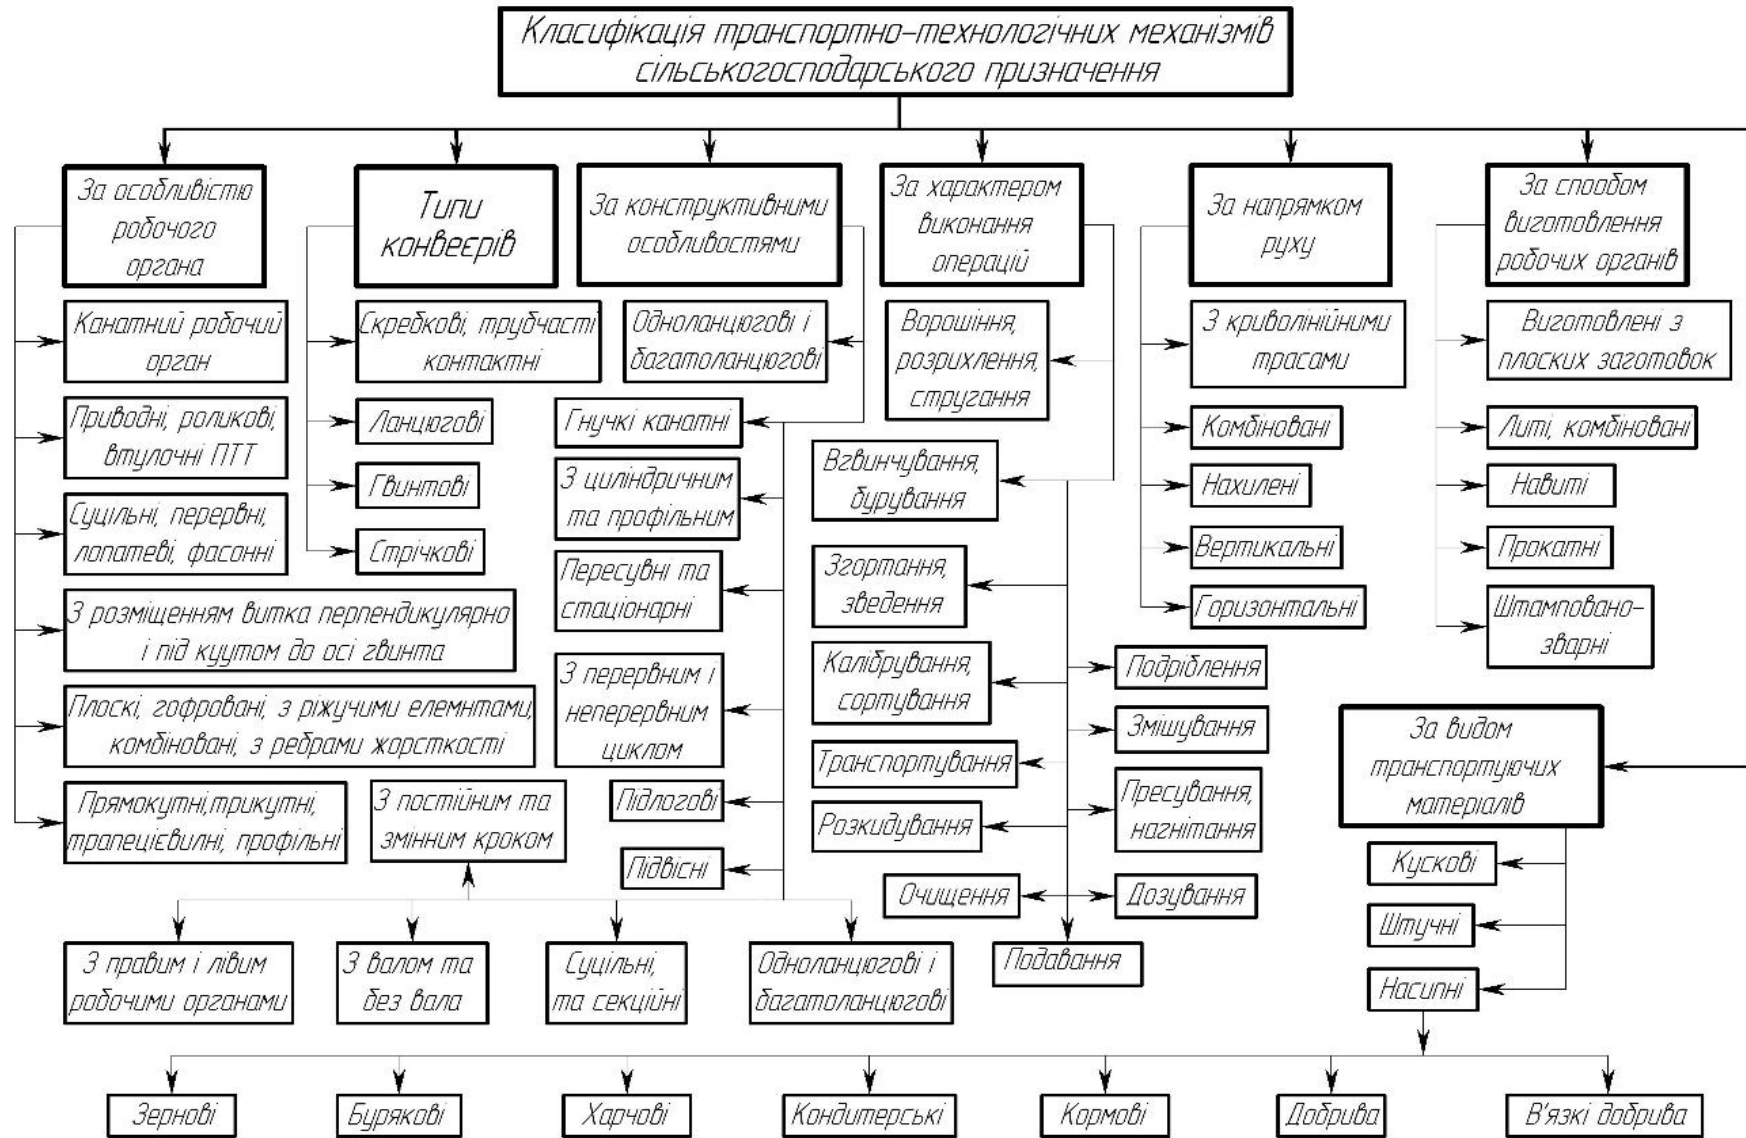 Класифікація транспортно-технологічних механізмів
сільськогосподарського призначення
За особливістю
робочого
органа
Типи
конвеєрів
За конструктивними
особливостями
За характером
виконання
операцій
За напрямком
руху
За спообом
виготовлення
робочих органів
Канатний робочий
орган
Приводні, роликові,
втулочні ПТТ
Суцільні, перервні,
лопатеві, фасонні
З розміщенням витка перпендикулярно
і під куутом до осі гвинта
Плоскі, гофровані, з ріжучими елемнтами,
комбіновані, з ребрами жорсткості
Прямокутні,трикутні,
трапецієвилні, профільні
Скребкові, трубчасті
контактні
Ланцюгові
Гвинтові
Стрічкові
Одноланцюгові і
багатоланцюгові
Гнучкі канатні
З циліндричним
та профільним
Пересувні та
стаціонарні
З перервним і
неперервним
циклом
Підлогові
Підвісні
З постійним та
змінним кроком
З правим і лівим
робочими органами
З валом та
без вала
Суцільні,
та секційні
Одноланцюгові і
багатоланцюгові
Ворошіння,
розрихлення,
стругання
Вгвинчування,
бурування
Згортання,
зведення
Калібрування,
сортування
Транспортування
Розкидування
Очищення
Подрібленння
Змішування
Пресування,
нагнітання
Дозування
Подавання
З криволінійними
трасами
Комбіновані
Нахилені
Вертикальні
Горизонтальні
Виготовлені з
плоских заготовок
Литі, комбіновані
Навиті
Прокатні
Штамповано-
зварні
За видом
транспортуючих
матеріалів
Кускові
Штучні
Насипні
Зернові
Бурякові
Харчові
Кондитерські
Кормові
Добрива
В'язкі добрива